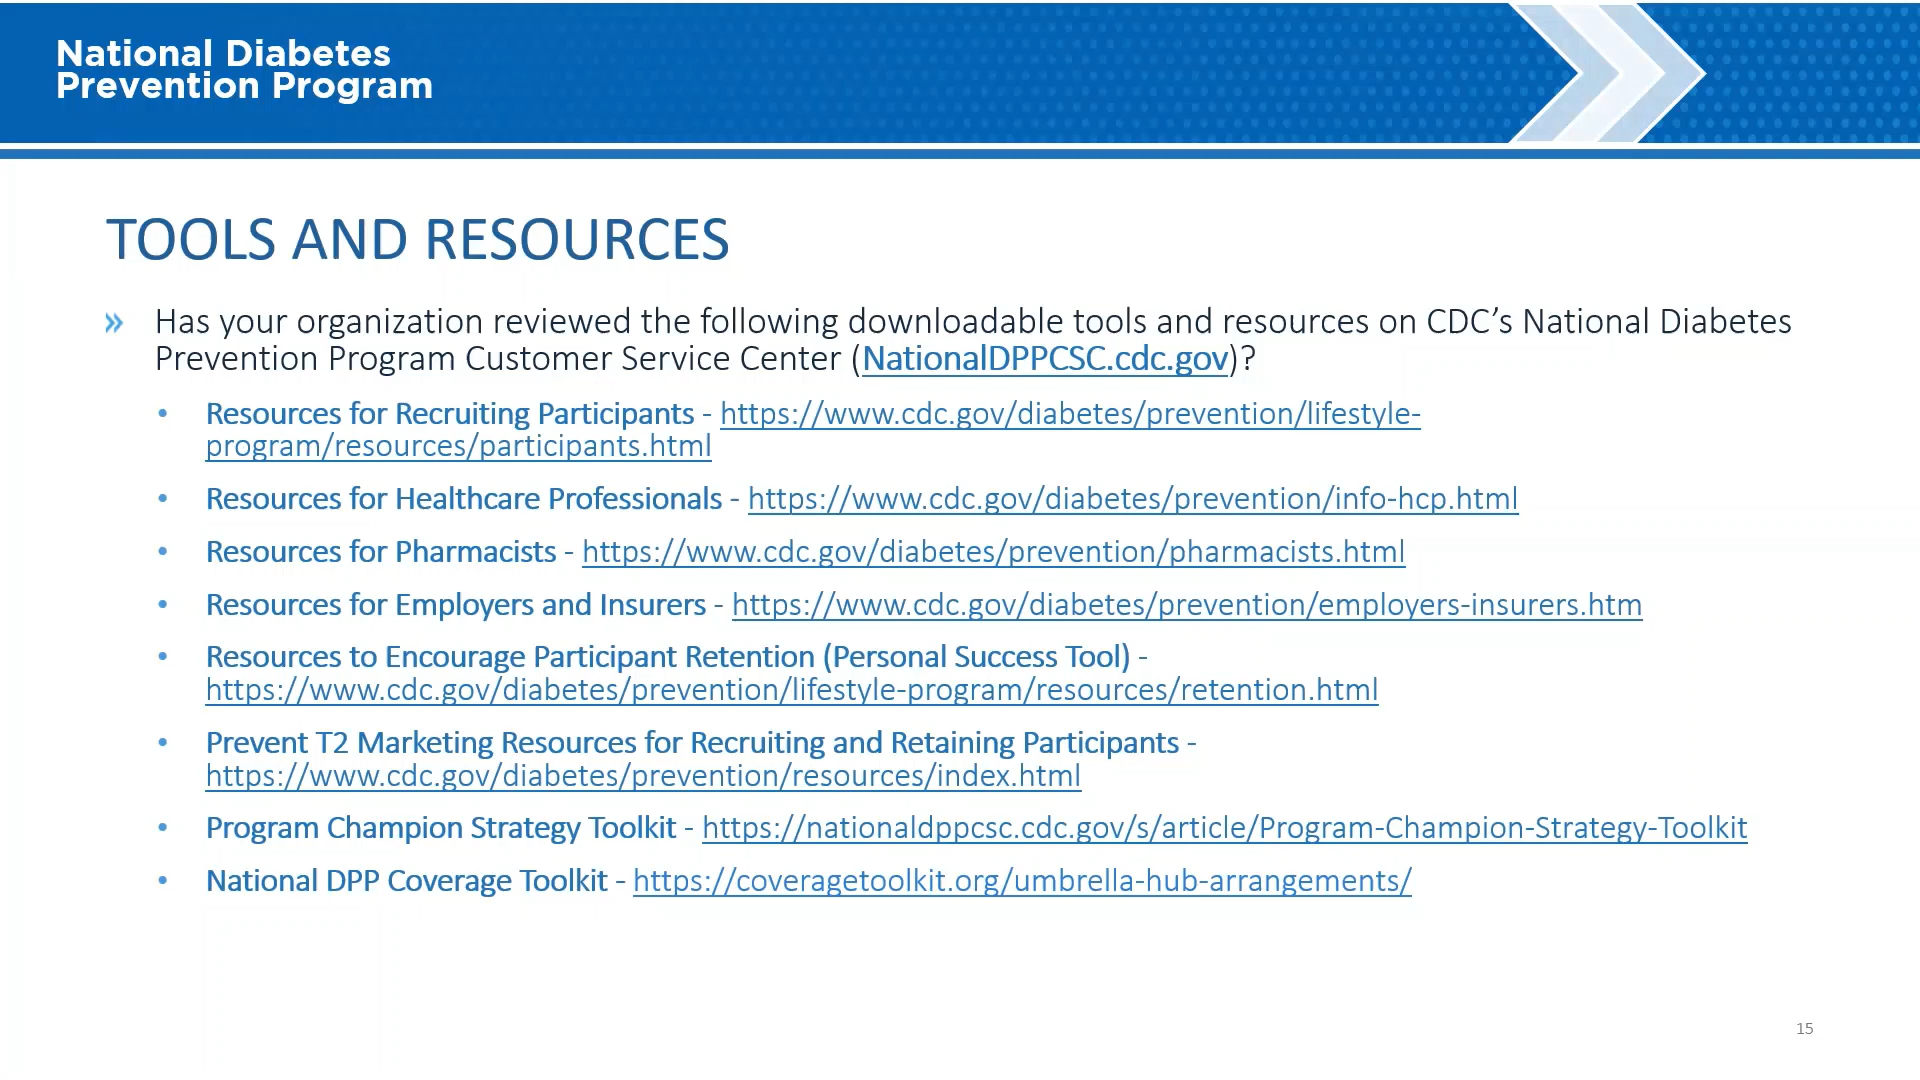 National Diabetes
Prevention Program
TOOLS AND RESOURCES
» Has your organization reviewed the following downloadable tools and resources on CDC’s National Diabetes
Prevention Program Customer Service Center (NationalDPPCSC.cdc.gov)?
• Resources for Recruiting Participants - https://www.cdc.gov/diabetes/prevention/lifestyle-
program/resources/participants.html
• Resources for Healthcare Professionals - https://www.cdc.gov/diabetes/prevention/info-hcp.html
• Resources for Pharmacists - https://www.cdc.gov/diabetes/prevention/pharmacists.html
• Resources for Employers and Insurers - https://www.cdc.gov/diabetes/prevention/employers-insurers.htm
• Resources to Encourage Participant Retention (Personal Success Tool) -
https://www.cdc.gov/diabetes/prevention/lifestyle-program/resources/retention.html
• Prevent T2 Marketing Resources for Recruiting and Retaining Participants -
https://www.cdc.gov/diabetes/prevention/resources/index.html
• Program Champion Strategy Toolkit - https://nationaldppcsc.cdc.gov/s/article/Program-Champion-Strategy-Toolkit
• National DPP Coverage Toolkit - https://coveragetoolkit.org/umbrella-hub-arrangements/
15